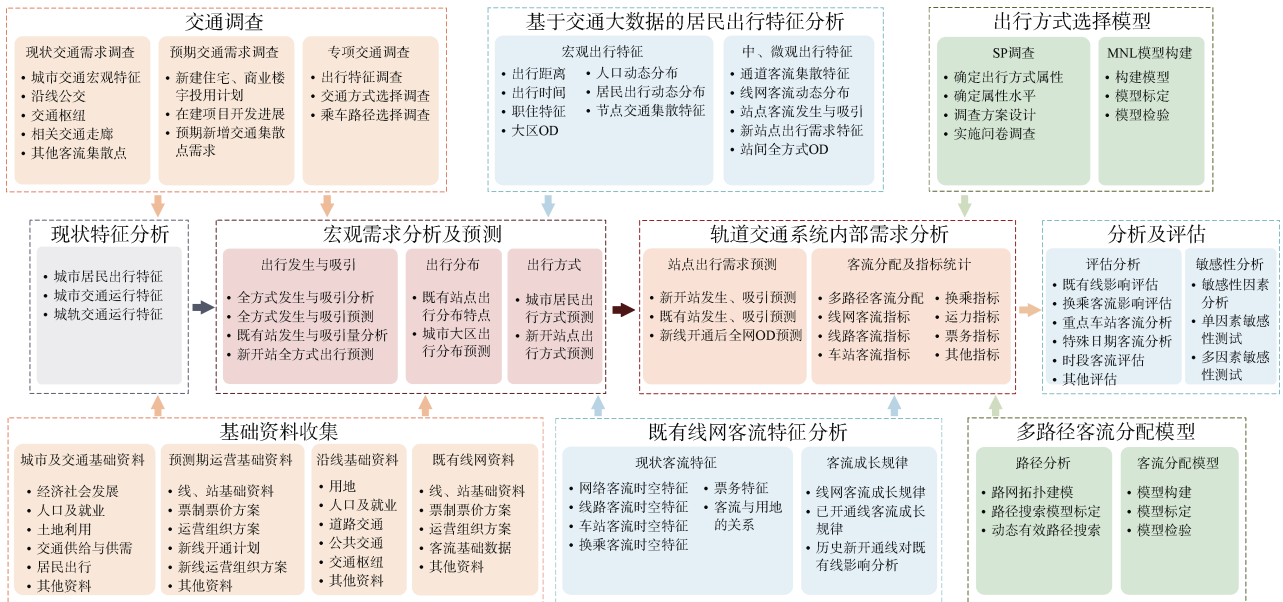 交通调查
现状交通需求调查
• 城市交通宏观特征
• 沿线公交
• 交通枢纽
• 相关交通走廊
• 其他客流集散点
预期交通需求调查
• 新建住宅、商业楼
宇投用计划
• 在建项目开发进展
• 预期新增交通集散
点需求
专项交通调查
• 出行特征调查
• 交通方式选择调查
• 乘车路径选择调查
基于交通大数据的居民出行特征分析
宏观出行特征
• 出行距离
• 出行时间
• 职住特征
• 大区OD
• 人口动态分布
• 居民出行动态分布
• 节点交通集散特征
中、微观出行特征
• 通道客流集散特征
• 线网客流动态分布
• 站点客流发生与吸引
• 新站点出行需求特征
• 站间全方式OD
出行方式选择模型
SP调查
• 确定出行方式属性
• 确定属性水平
• 调查方案设计
• 实施问卷调查
MNL模型构建
• 构建模型
• 模型标定
• 模型检验
现状特征分析
• 城市居民出行特征
• 城市交通运行特征
• 城轨交通运行特征
宏观需求分析及预测
出行发生与吸引
• 全方式发生与吸引分析
• 全方式发生与吸引预测
• 既有站发生与吸引量分析
• 新开站全方式出行预测
出行分布
• 既有站点出
行分布特点
• 城市大区出
行分布预测
出行方式
• 城市居民出
行方式预测
• 新开站点出
行方式预测
轨道交通系统内部需求分析
站点出行需求预测
• 新开站发生、吸引预测
• 既有站发生、吸引预测
• 新线开通后全网OD预测
客流分配及指标统计
• 多路径客流分配
• 线网客流指标
• 线路客流指标
• 车站客流指标
• 换乘指标
• 运力指标
• 票务指标
• 其他指标
分析及评估
评估分析
• 既有线影响评估
• 换乘客流影响评估
• 重点车站客流分析
• 特殊日期客流分析
• 时段客流评估
• 其他评估
敏感性分析
• 敏感性因素
分析
• 单因素敏感
性测试
• 多因素敏感
性测试
基础资料收集
城市及交通基础资料
• 经济社会发展
• 人口及就业
• 土地利用
• 交通供给与供需
• 居民出行
• 其他资料
预测期运营基础资料
• 线、站基础资料
• 票制票价方案
• 运营组织方案
• 新线开通计划
• 新线运营组织方案
• 其他资料
沿线基础资料
• 用地
• 人口及就业
• 道路交通
• 公共交通
• 交通枢纽
• 其他资料
既有线网资料
• 线、站基础资料
• 票制票价方案
• 运营组织方案
• 客流基础数据
• 其他资料
既有线网客流特征分析
现状客流特征
• 网络客流时空特征
• 线路客流时空特征
• 车站客流时空特征
• 换乘客流时空特征
• 票务特征
• 客流与用地
的关系
客流成长规律
• 线网客流成长规律
• 已开通线客流成长
规律
• 历史新开通线对既
有线影响分析
多路径客流分配模型
路径分析
• 路网拓扑建模
• 路径搜索模型标定
• 动态有效路径搜索
客流分配模型
• 模型构建
• 模型标定
• 模型检验